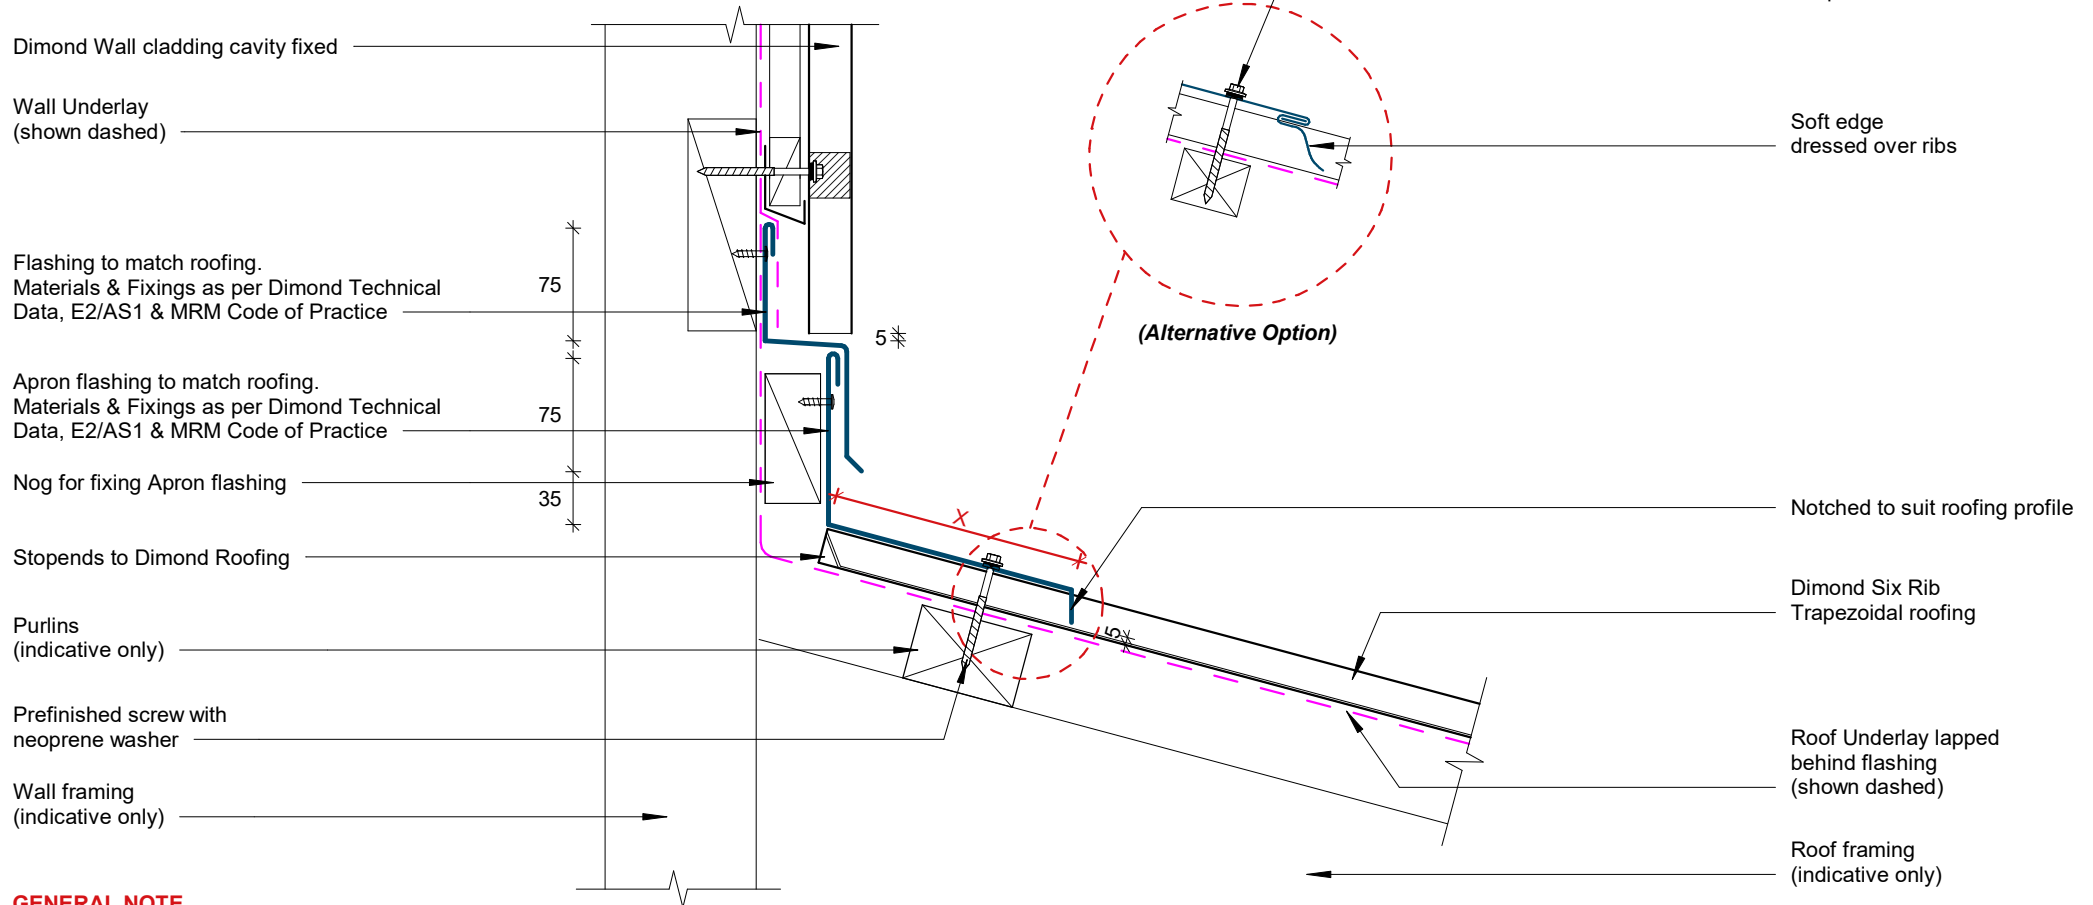 Dimond Wall cladding cavity fixed
Wall Underlay
(shown dashed)
Flashing to match roofing.
Materials & Fixings as per Dimond Technical
Data, E2/AS1 & MRM Code of Practice
Apron flashing to match roofing.
Materials & Fixings as per Dimond Technical
Data, E2/AS1 & MRM Code of Practice
Nog for fixing Apron flashing
Stopends to Dimond Roofing
Purlins
(indicative only)
Prefinished screw with
neoprene washer
Wall framing
(indicative only)
GENERAL NOTE
75
75
35
5
X
5
(Alternative Option)
Soft edge
dressed over ribs
Notched to suit roofing profile
Dimond Six Rib
Trapezoidal roofing
Roof Underlay lapped
behind flashing
(shown dashed)
Roof framing
(indicative only)